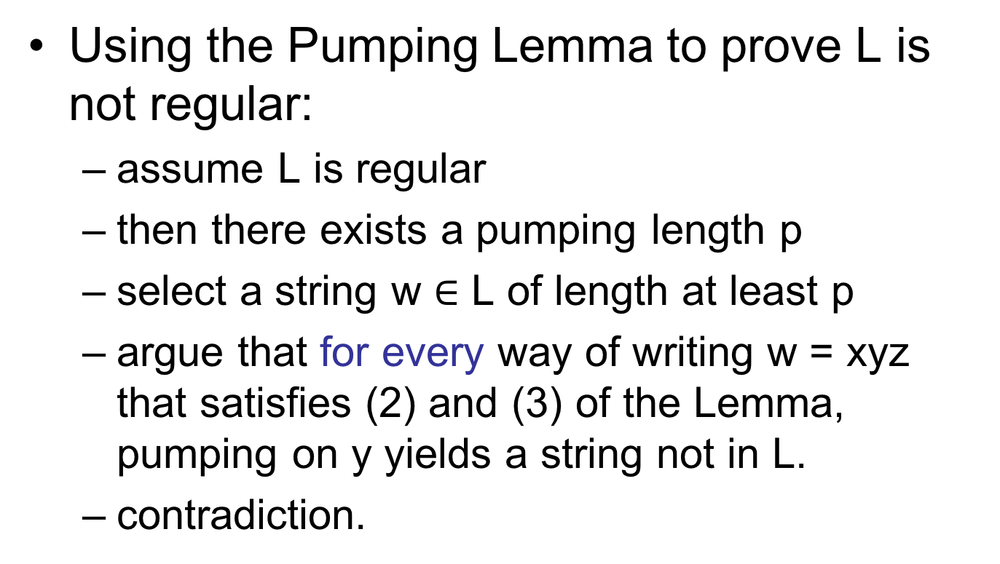 • Using the Pumping Lemma to prove L is
not regular:
– assume L is regular
– then there exists a pumping length p
– select a string w ∈ L of length at least p
– argue that for every way of writing w = xyz
that satisfies (2) and (3) of the Lemma,
pumping on y yields a string not in L.
– contradiction.